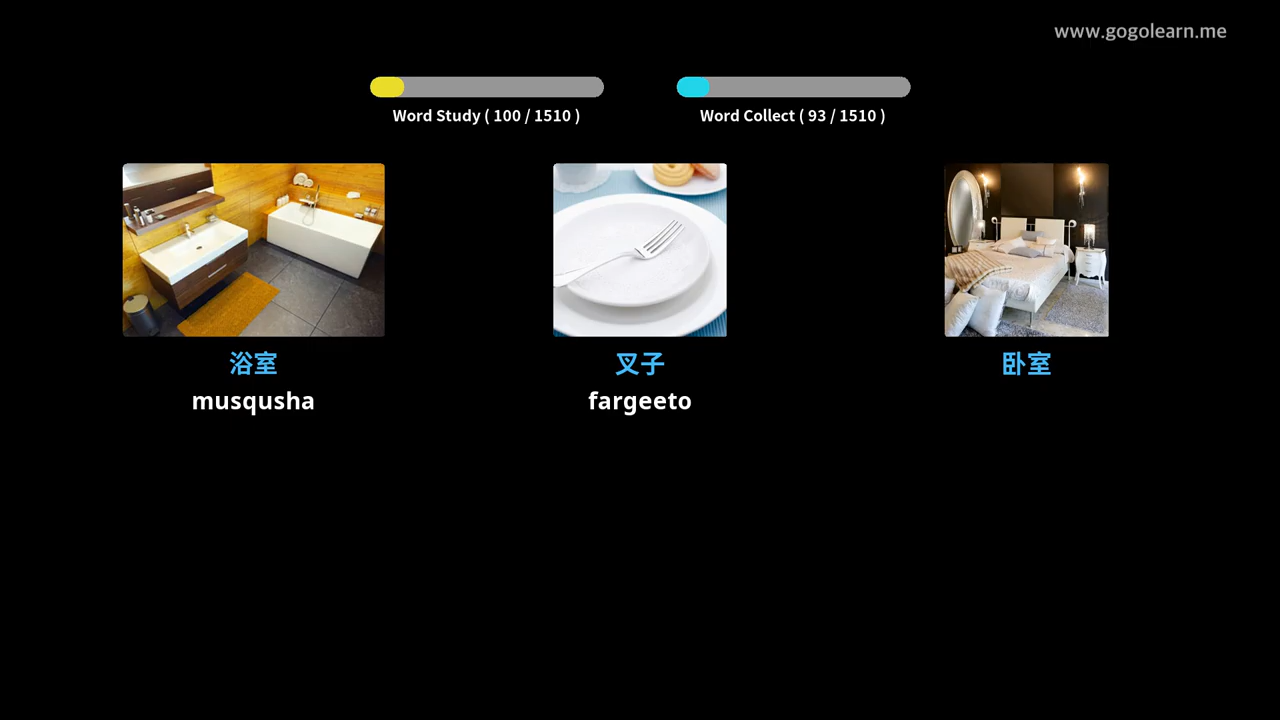 www.gogolearn.me
Word Study ( 100 / 1510 )
Word Collect ( 93 / 1510 )
浴室
叉子
卧室
musqusha
fargeeto